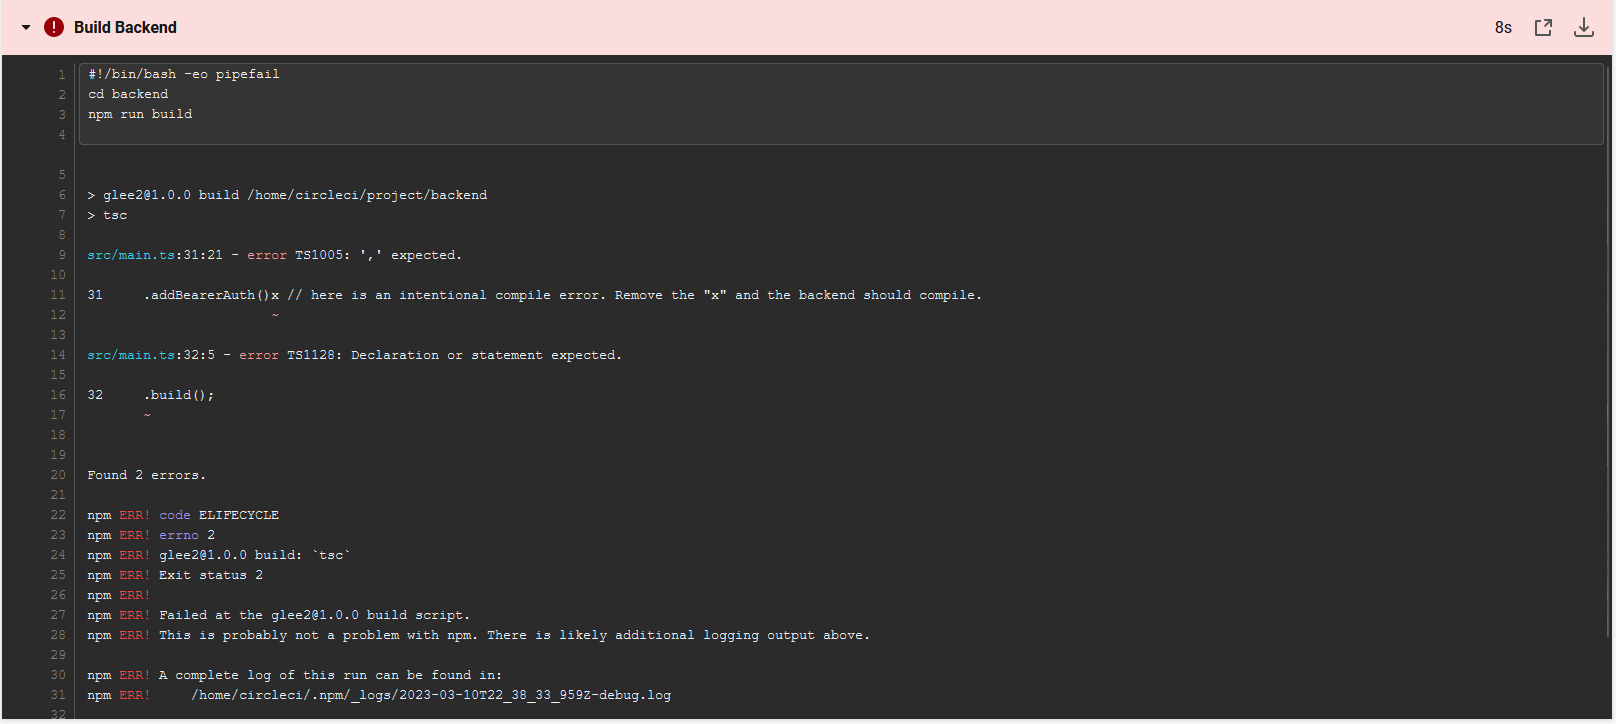 Build Backend 8s
1 #!/bin/bash -eo pipefail
2 cd backend
3 npm run build
4
5
6 > glee2@1.0.0 build /home/circleci/project/backend
7 > tsc
8
9 src/main.ts:31:21 - error TS1005: ',' expected.
10
11 31     .addBearerAuth()x // here is an intentional compile error. Remove the "x" and the backend should compile.
12 ~
13
14 src/main.ts:32:5 - error TS1128: Declaration or statement expected.
15
16 32     .build();
17 ~
18
19
20 Found 2 errors.
21
22 npm ERR! code ELIFECYCLE
23 npm ERR! errno 2
24 npm ERR! glee2@1.0.0 build: `tsc`
25 npm ERR! Exit status 2
26 npm ERR!
27 npm ERR! Failed at the glee2@1.0.0 build script.
28 npm ERR! This is probably not a problem with npm. There is likely additional logging output above.
29
30 npm ERR! A complete log of this run can be found in:
31 npm ERR!     /home/circleci/.npm/_logs/2023-03-10T22_38_33_959Z-debug.log
32